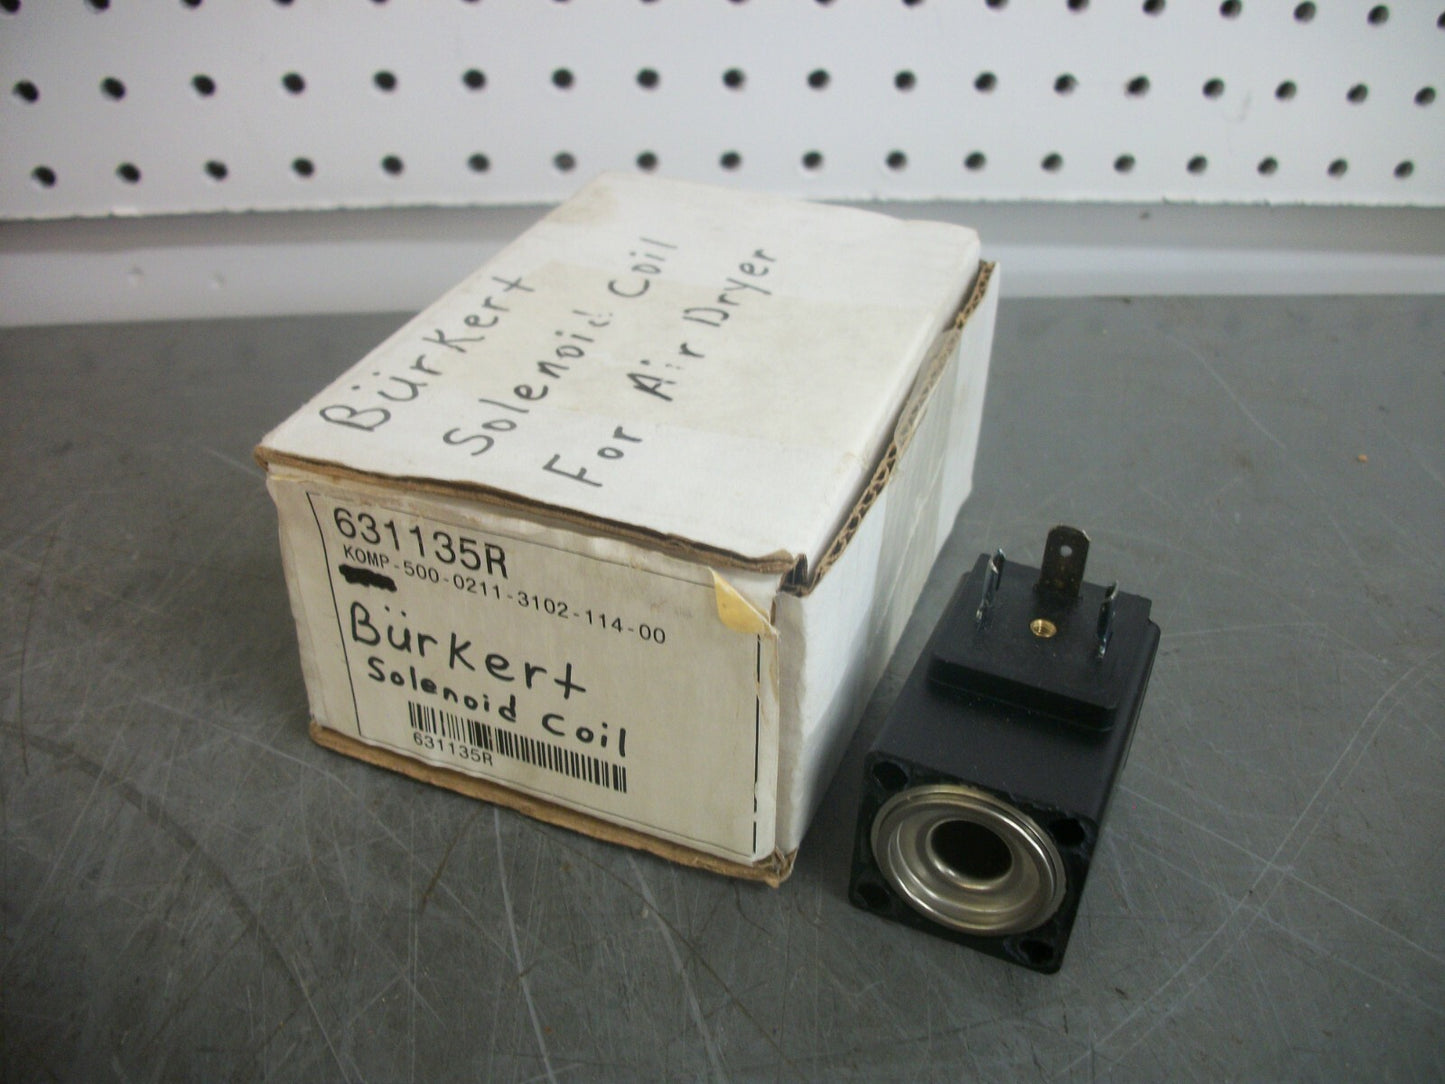 Bürkert
Solenoid Coil
For Air Dryer
631135R
KOMP-500-0211-3102-114-00
Bürkert
Solenoid Coil
631135R